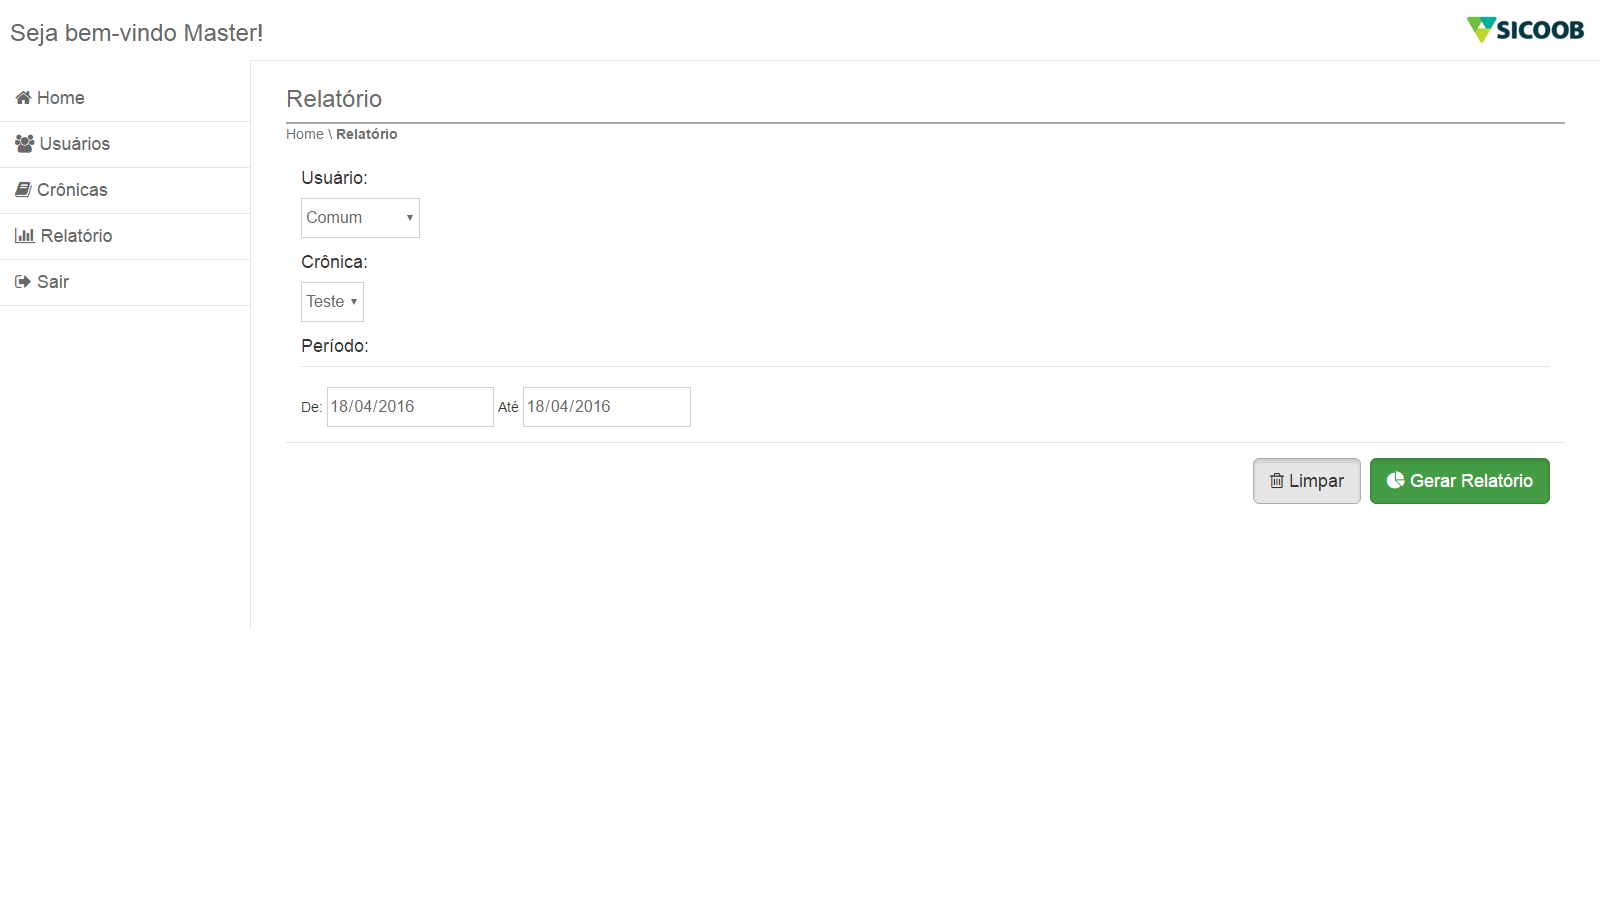 Seja bem-vindo Master!
SICOOB
Home
Usuários
Crônicas
Relatório
Sair
Relatório
Home \ Relatório
Usuário:
Comum
Crônica:
Teste
Período:
De: 18/04/2016 Até 18/04/2016
Limpar Gerar Relatório